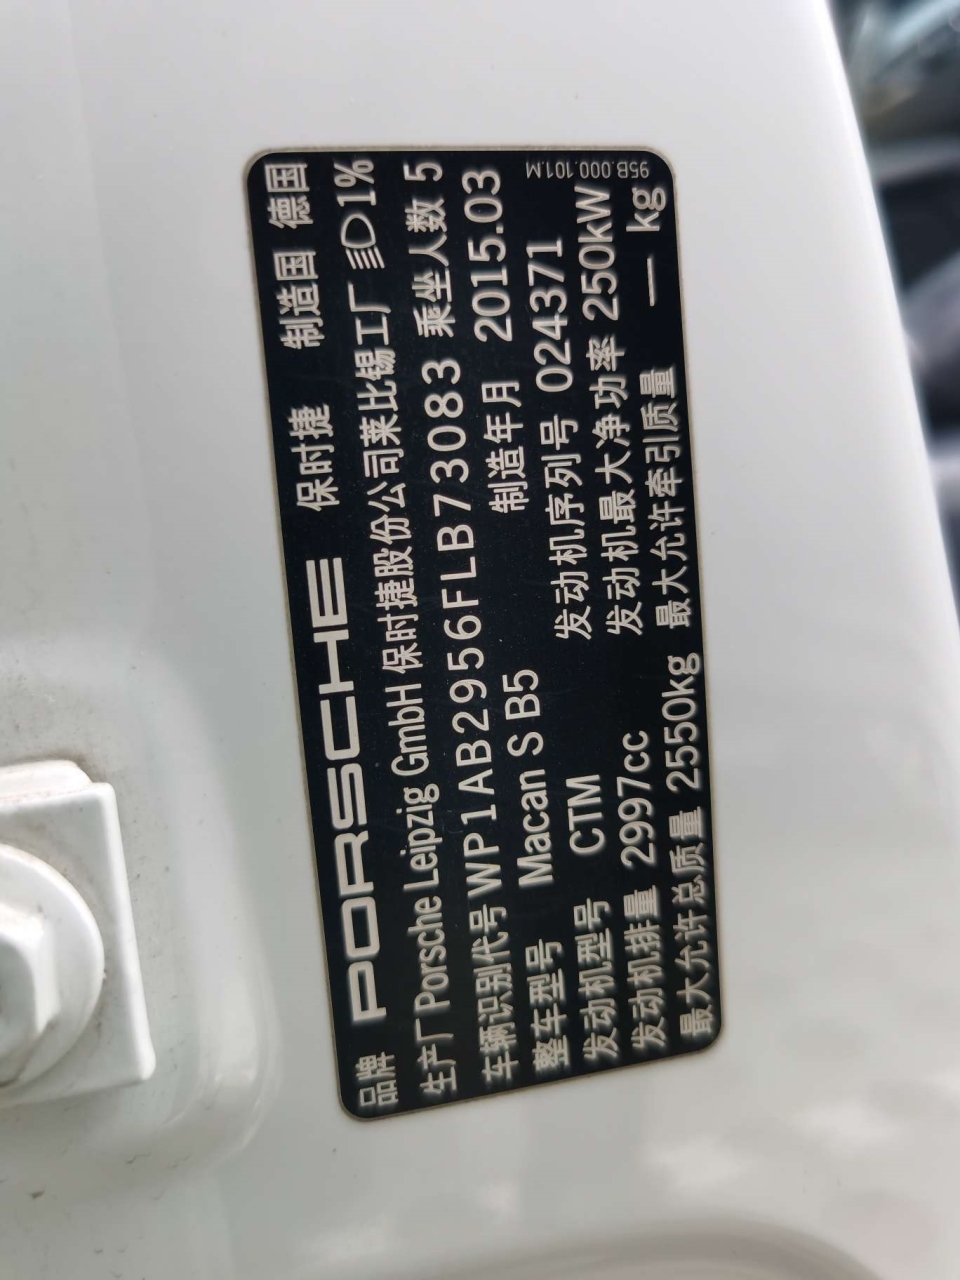 品牌 PORSCHE 保时捷 制造国 德国
生产厂 Porsche Leipzig GmbH 保时捷股份公司莱比锡工厂 1%
车辆识别代号 WP1AB2956FLB73083 乘坐人数 5
整车型号 Macan S B5 制造年月 2015.03
发动机型号 CTM 发动机序列号 024371
发动机排量 2997cc 发动机最大净功率 250kW
最大允许总质量 2550kg 最大允许牵引质量 — kg
95B.000.101.M